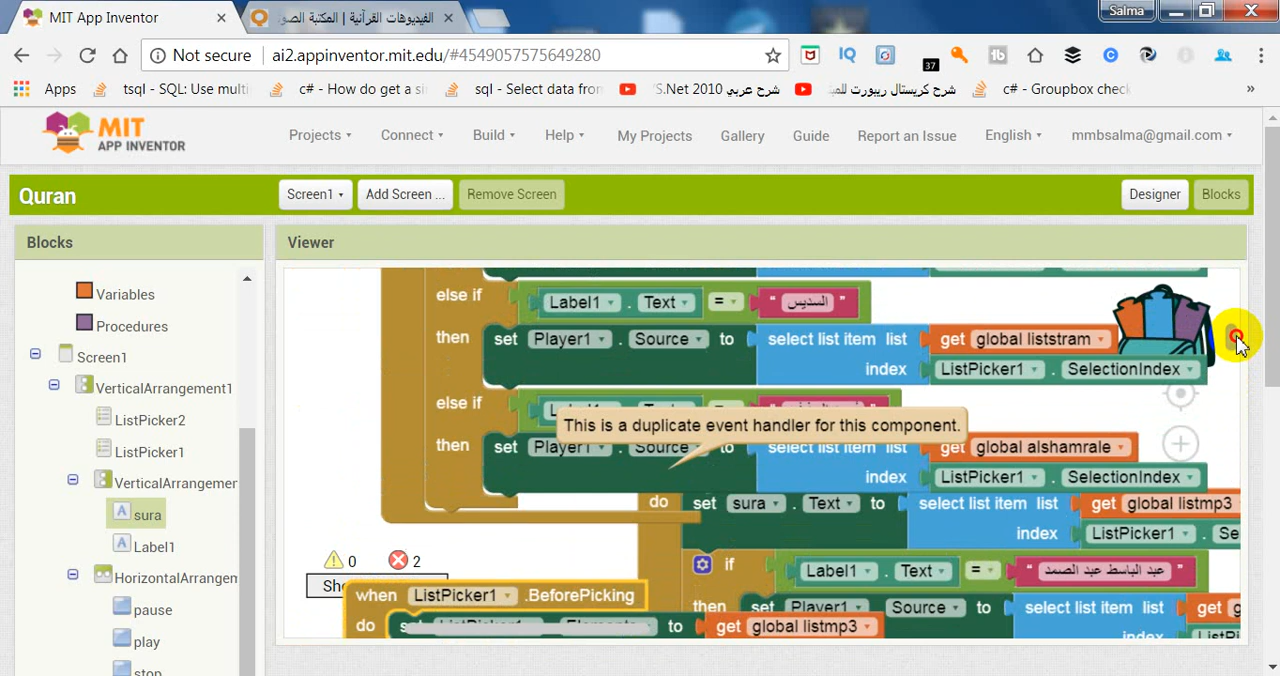 MIT App Inventor
الفيديوهات القرآنية | المكتبة الصو
Salma
Not secure
ai2.appinventor.mit.edu/#4549057575649280
IQ
37
Apps
tsql - SQL: Use multi
c# - How do get a si
sql - Select data from
S.Net 2010 شرح عربي
شرح كريستال ريبورت للمب
c# - Groupbox check
»
MIT
APP INVENTOR
Projects
Connect
Build
Help
My Projects
Gallery
Guide
Report an Issue
English
mmbsalma@gmail.com
Quran
Screen1
Add Screen ...
Remove Screen
Designer
Blocks
Blocks
Viewer
Variables
Procedures
Screen1
VerticalArrangement1
ListPicker2
ListPicker1
VerticalArrangemer
sura
Label1
HorizontalArrangem
pause
play
stop
else if
Label1 . Text = " السديس "
then set Player1 . Source to select list item list get global liststram
index ListPicker1 . SelectionIndex
else if
This is a duplicate event handler for this component.
then set Player1 . Source to select list item list get global alshamrale
index ListPicker1 . SelectionIndex
do set sura . Text to select list item list get global listmp3
index ListPicker1 . Se
if Label1 . Text = " عبد الباسط عبد الصمد "
then set Player1 . Source to select list item list get g
0
2
when ListPicker1 .BeforePicking
do
to get global listmp3